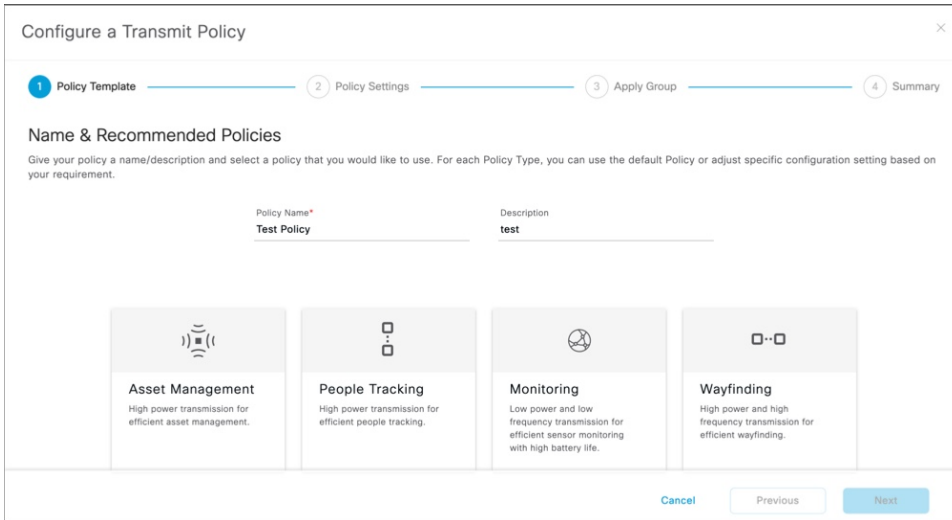 Configure a Transmit Policy
1 Policy Template 2 Policy Settings 3 Apply Group 4 Summary
Name & Recommended Policies
Give your policy a name/description and select a policy that you would like to use. For each Policy Type, you can use the default Policy or adjust specific configuration setting based on
your requirement.
Policy Name* Description
Test Policy test
Asset Management
High power transmission for
efficient asset management.
People Tracking
High power transmission for
efficient people tracking.
Monitoring
Low power and low
frequency transmission for
efficient sensor monitoring
with high battery life.
Wayfinding
High power and high
frequency transmission for
efficient wayfinding.
Cancel Previous Next